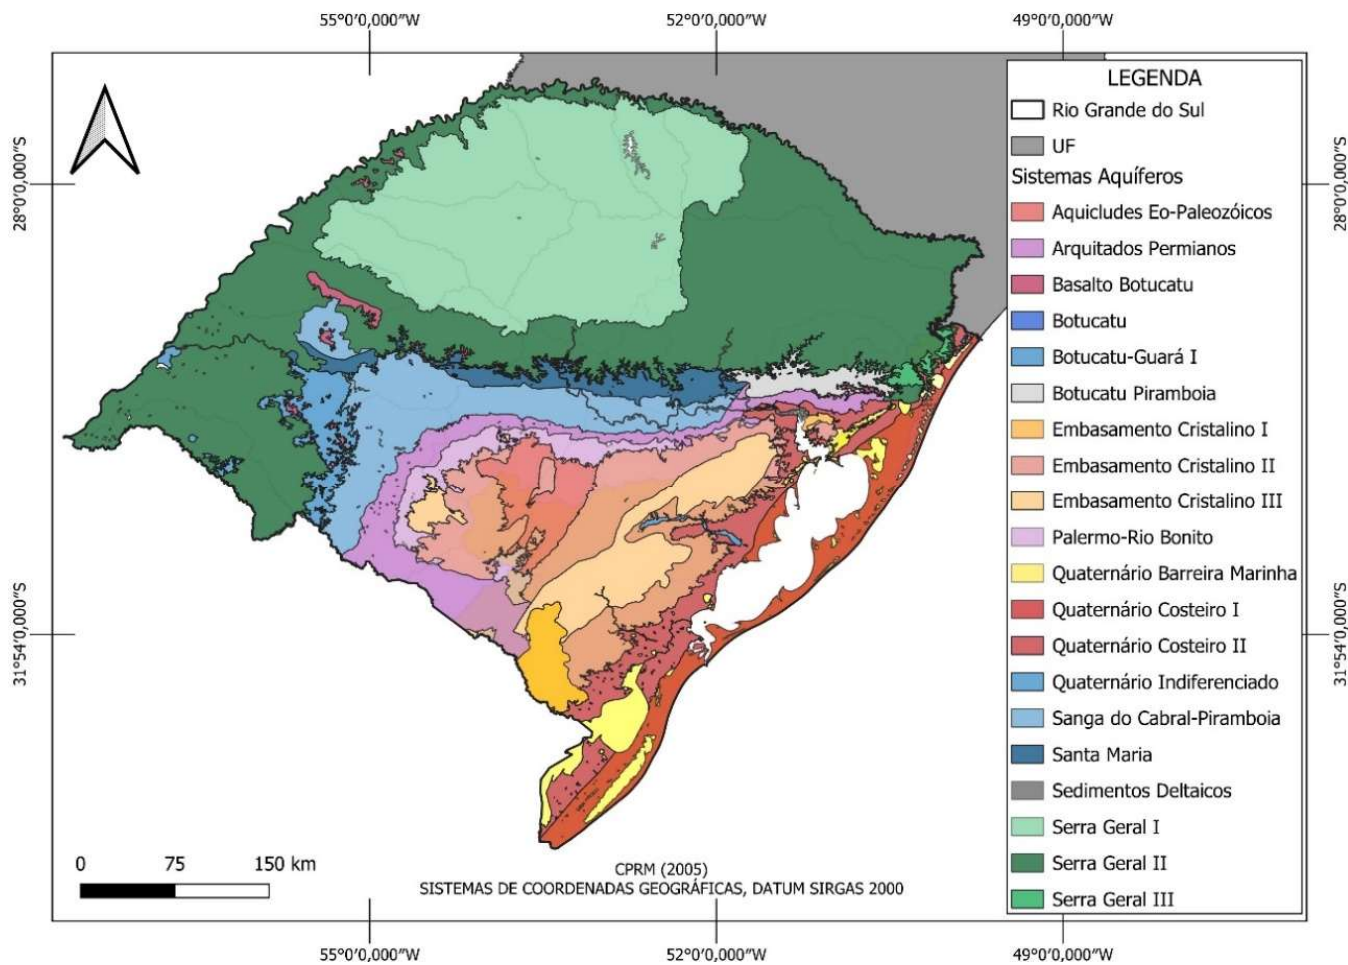 55°0'0,000"W
52°0'0,000"W
49°0'0,000"W
28°0'0,000"S
28°0'0,000"S
31°54'0,000"S
31°54'0,000"S
LEGENDA
Rio Grande do Sul
UF
Sistemas Aquíferos
Aquicludes Eo-Paleozóicos
Arquitados Permianos
Basalto Botucatu
Botucatu
Botucatu-Guará I
Botucatu Piramboia
Embasamento Cristalino I
Embasamento Cristalino II
Embasamento Cristalino III
Palermo-Rio Bonito
Quaternário Barreira Marinha
Quaternário Costeiro I
Quaternário Costeiro II
Quaternário Indiferenciado
Sanga do Cabral-Piramboia
Santa Maria
Sedimentos Deltaicos
Serra Geral I
Serra Geral II
Serra Geral III
0 75 150 km
CPRM (2005)
SISTEMAS DE COORDENADAS GEOGRÁFICAS, DATUM SIRGAS 2000
55°0'0,000"W
52°0'0,000"W
49°0'0,000"W